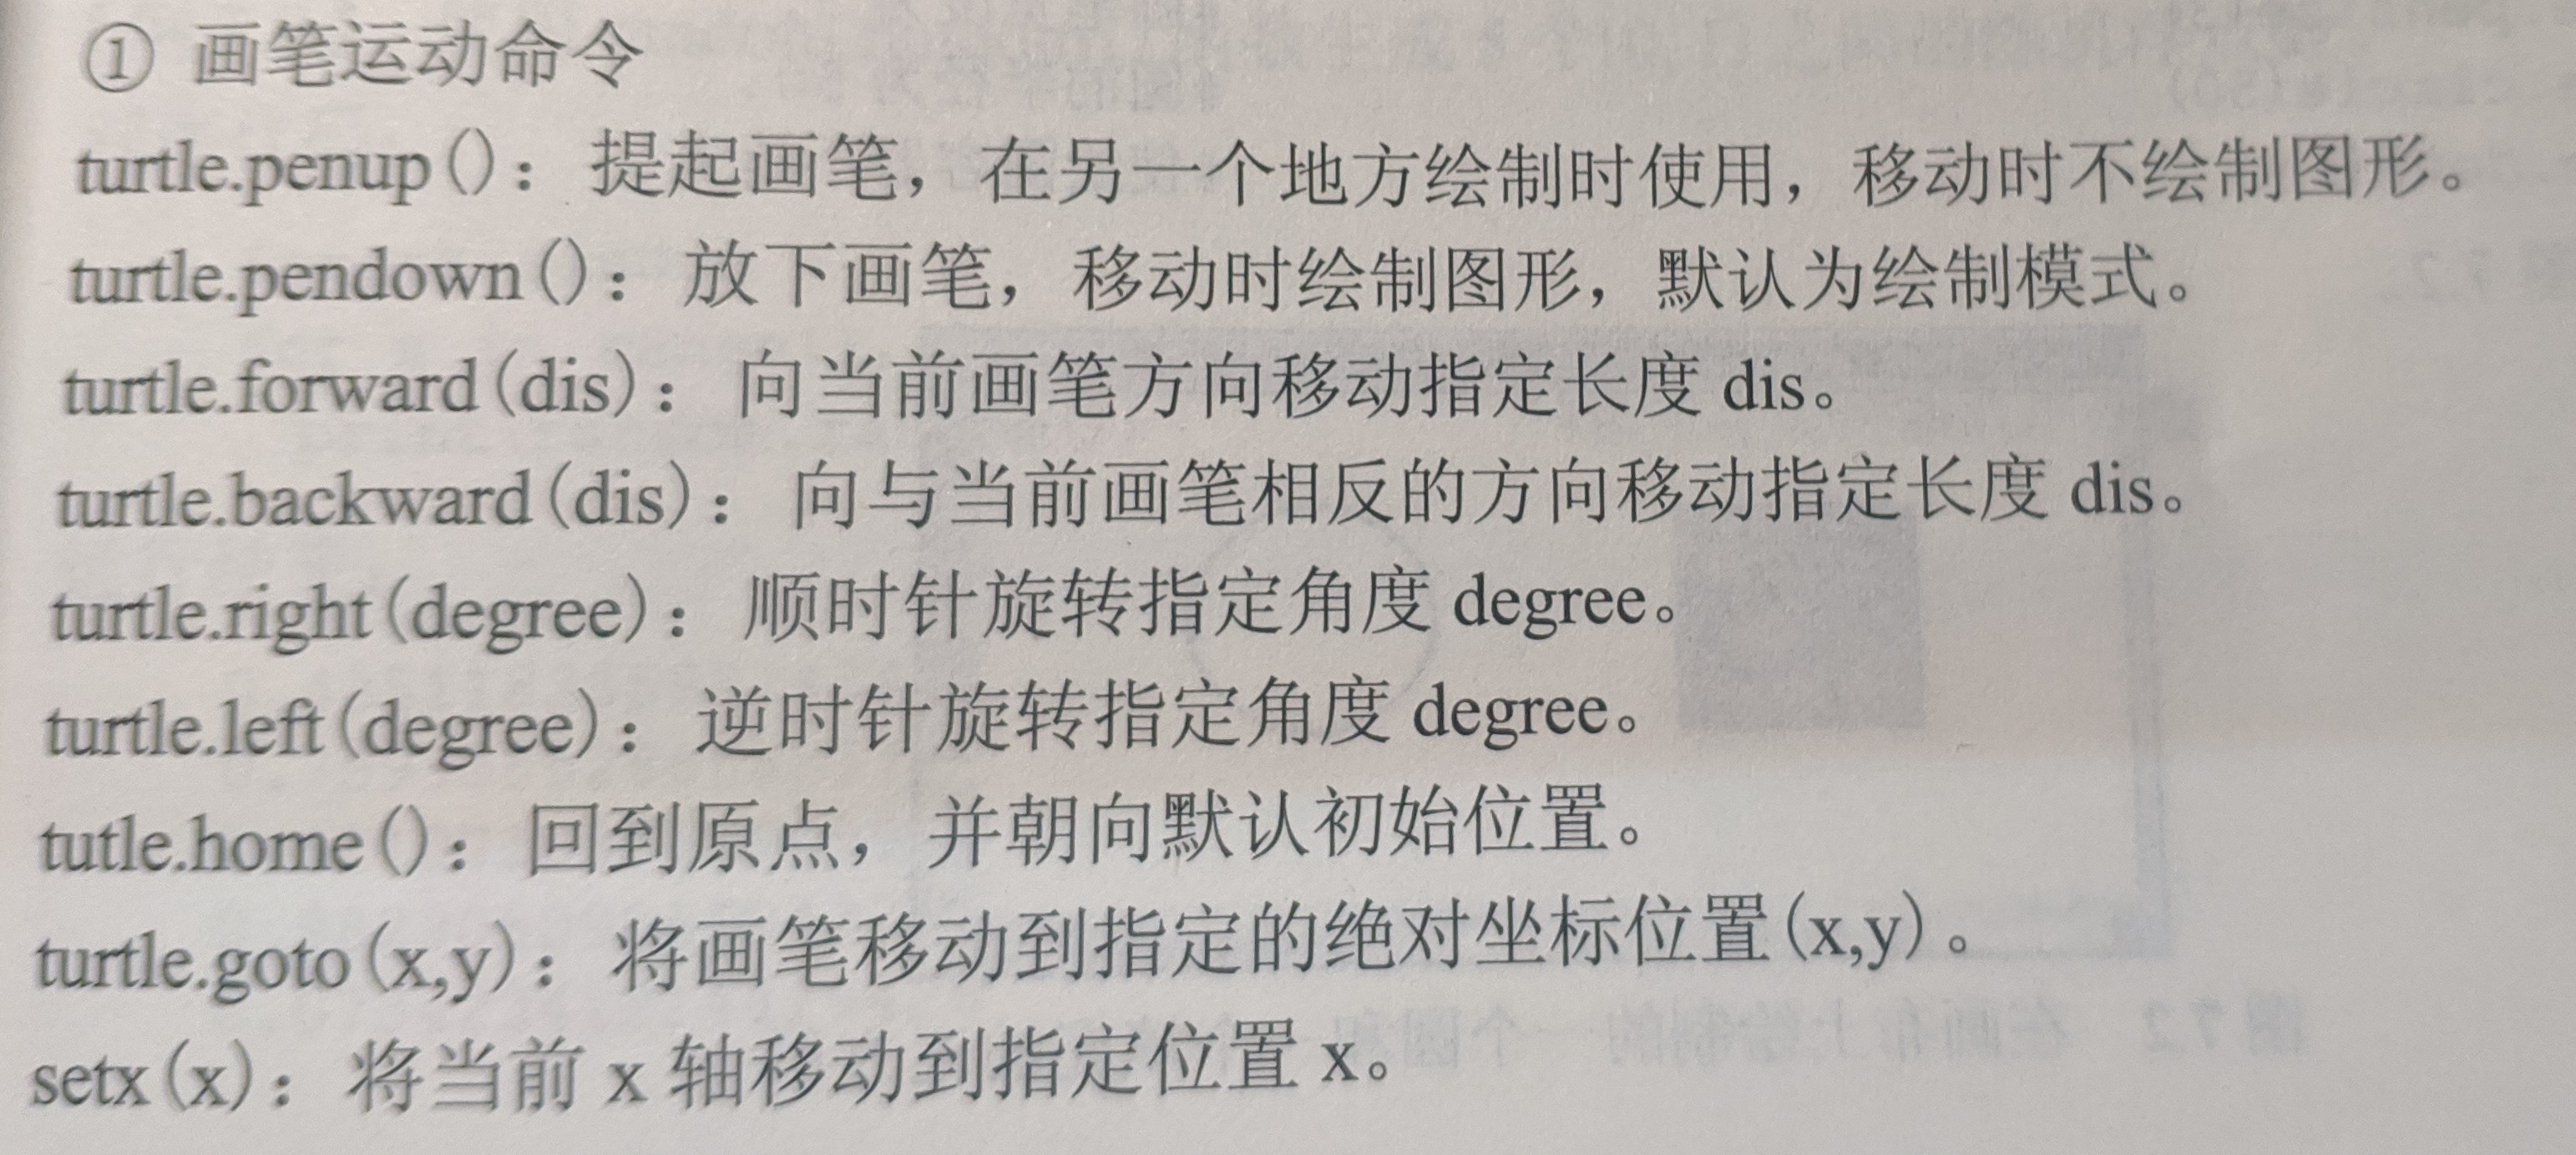 ① 画笔运动命令
turtle.penup()：提起画笔，在另一个地方绘制时使用，移动时不绘制图形。
turtle.pendown()：放下画笔，移动时绘制图形，默认为绘制模式。
turtle.forward(dis)：向当前画笔方向移动指定长度 dis。
turtle.backward(dis)：向与当前画笔相反的方向移动指定长度 dis。
turtle.right(degree)：顺时针旋转指定角度 degree。
turtle.left(degree)：逆时针旋转指定角度 degree。
tutle.home()：回到原点，并朝向默认初始位置。
turtle.goto(x,y)：将画笔移动到指定的绝对坐标位置(x,y)。
setx(x)：将当前 x 轴移动到指定位置 x。